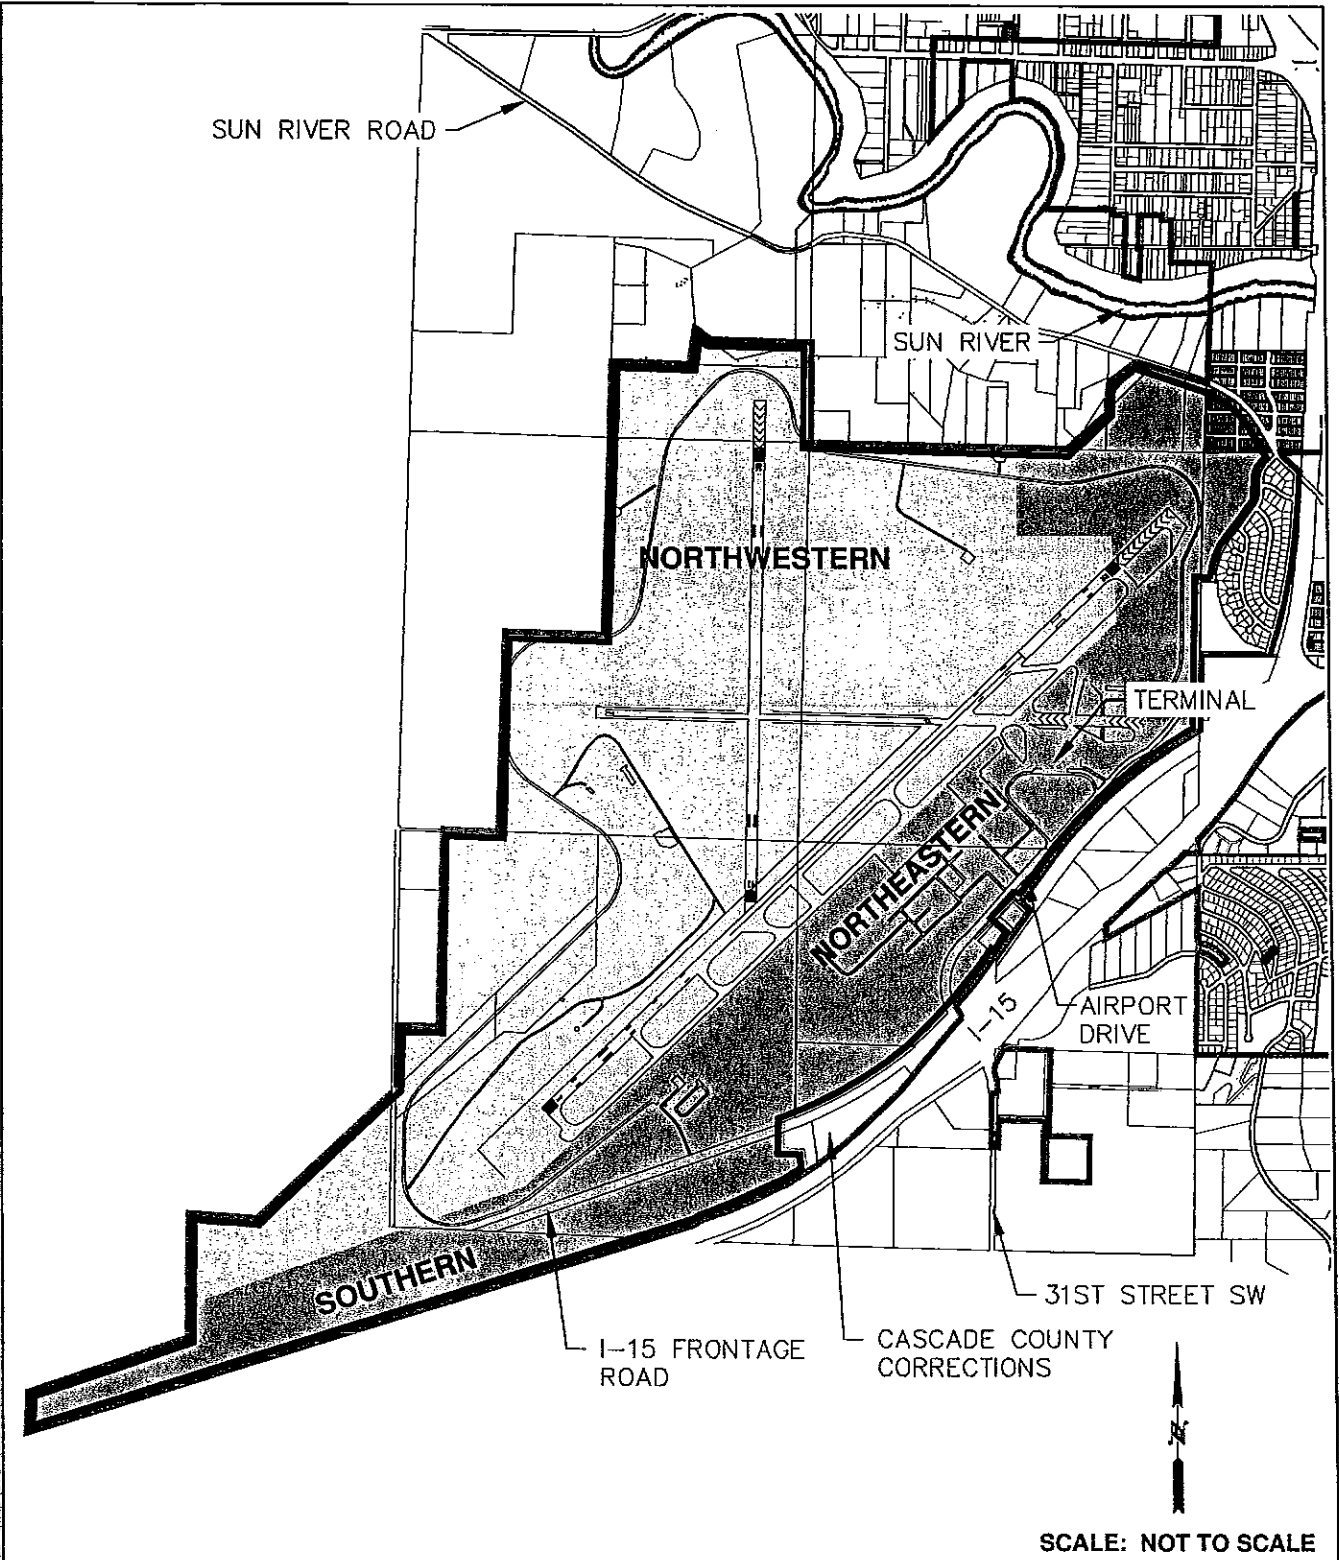 SUN RIVER ROAD
SUN RIVER
NORTHWESTERN
TERMINAL
NORTHEASTERN
AIRPORT
DRIVE
I-15
SOUTHERN
31ST STREET SW
I-15 FRONTAGE
ROAD
CASCADE COUNTY
CORRECTIONS
SCALE: NOT TO SCALE